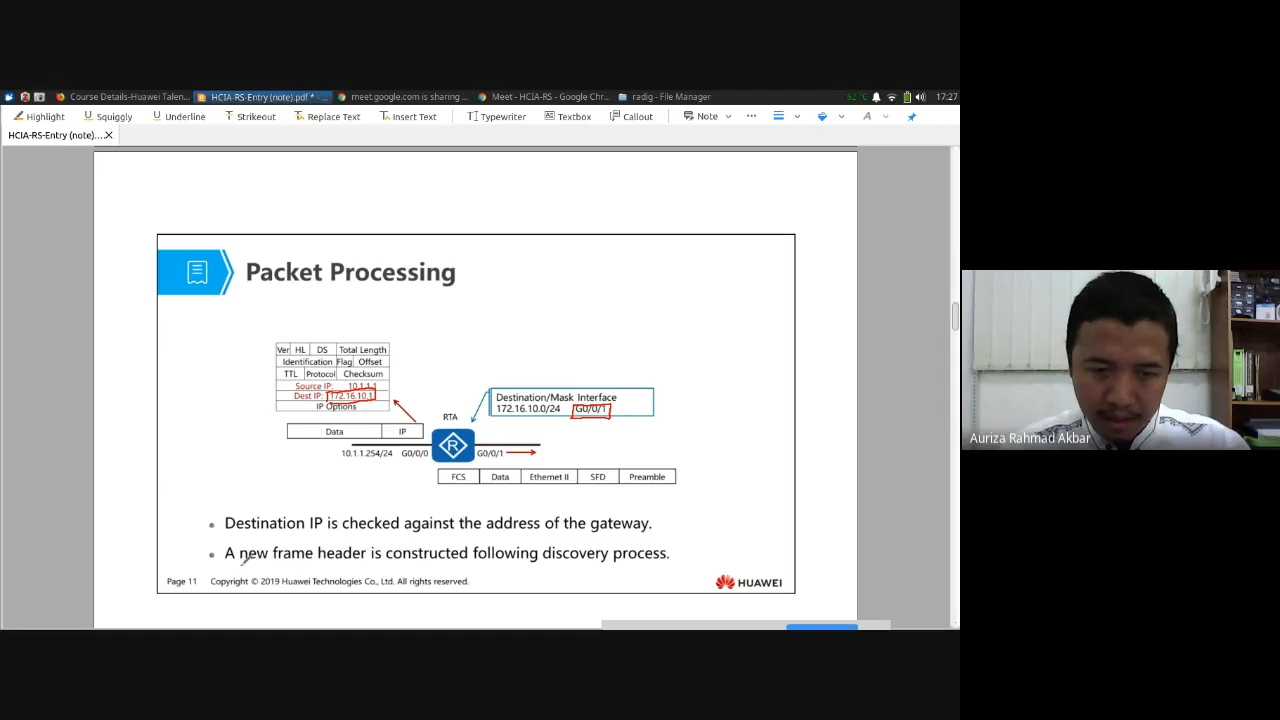 Course Details-Huawei Talen...
HCIA-RS-Entry (note).pdf * -...
meet.google.com is sharing ...
Meet - HCIA-RS - Google Chr...
radig - File Manager
62°C
17:27
Highlight
Squiggly
Underline
Strikeout
Replace Text
Insert Text
Typewriter
Textbox
Callout
Note
HCIA-RS-Entry (note)....
Packet Processing
Ver HL DS Total Length
Identification Flag Offset
TTL Protocol Checksum
Source IP: 10.1.1.1
Dest IP: 172.16.10.1
IP Options
Destination/Mask Interface
172.16.10.0/24 G0/0/1
RTA
Data IP
R
10.1.1.254/24 G0/0/0 G0/0/1
FCS Data Ethernet II SFD Preamble
• Destination IP is checked against the address of the gateway.
• A new frame header is constructed following discovery process.
Page 11 Copyright © 2019 Huawei Technologies Co., Ltd. All rights reserved.
HUAWEI
Auriza Rahmad Akbar